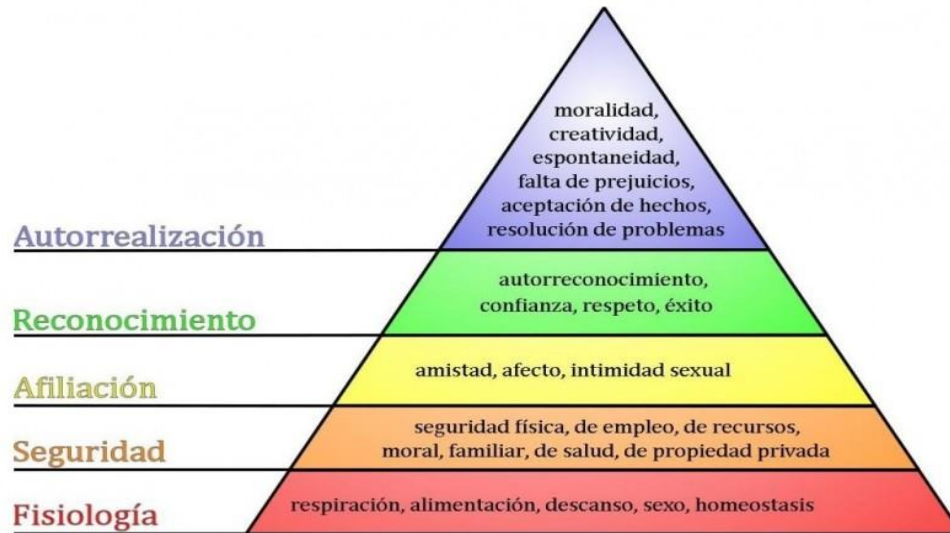 moralidad,
creatividad,
espontaneidad,
falta de prejuicios,
aceptación de hechos,
resolución de problemas
Autorrealización
autorreconocimiento,
confianza, respeto, éxito
Reconocimiento
amistad, afecto, intimidad sexual
Afiliación
seguridad física, de empleo, de recursos,
moral, familiar, de salud, de propiedad privada
Seguridad
respiración, alimentación, descanso, sexo, homeostasis
Fisiología